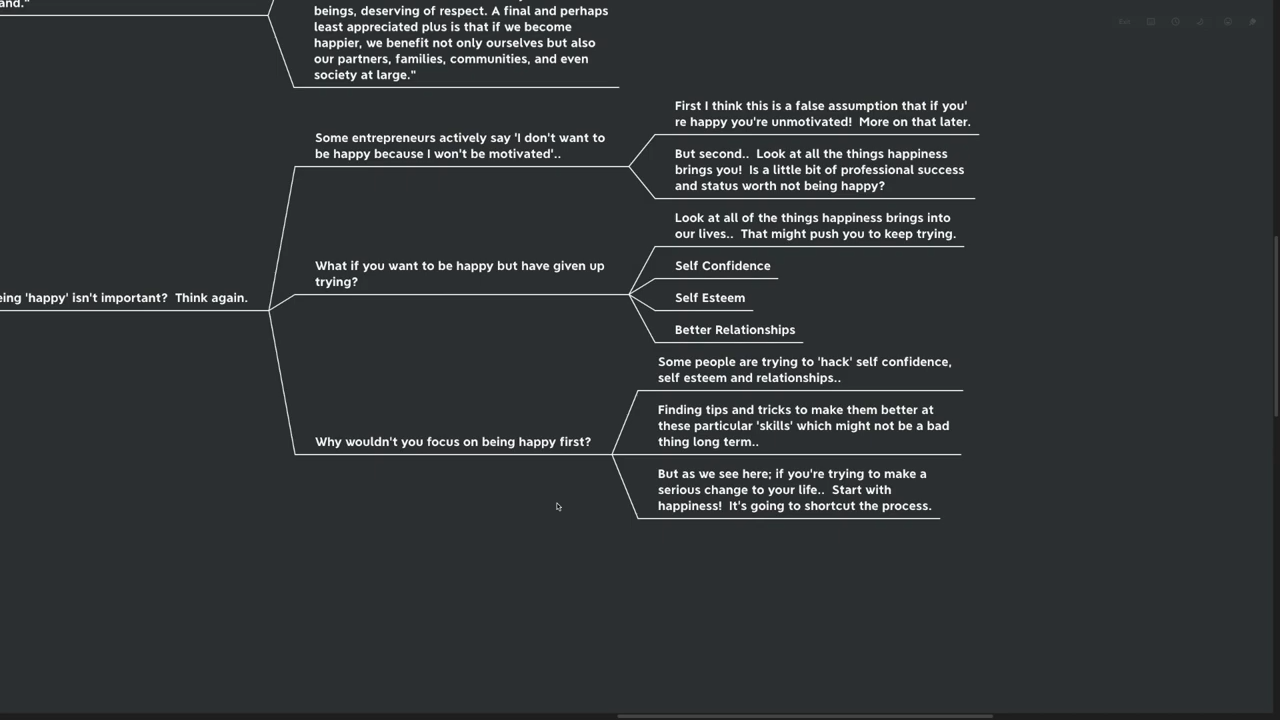 and."
beings, deserving of respect. A final and perhaps
least appreciated plus is that if we become
happier, we benefit not only ourselves but also
our partners, families, communities, and even
society at large."
Some entrepreneurs actively say 'I don't want to
be happy because I won't be motivated'..
First I think this is a false assumption that if you'
re happy you're unmotivated!  More on that later.
But second..  Look at all the things happiness
brings you!  Is a little bit of professional success
and status worth not being happy?
eing 'happy' isn't important?  Think again.
What if you want to be happy but have given up
trying?
Look at all of the things happiness brings into
our lives..  That might push you to keep trying.
Self Confidence
Self Esteem
Better Relationships
Why wouldn't you focus on being happy first?
Some people are trying to 'hack' self confidence,
self esteem and relationships..
Finding tips and tricks to make them better at
these particular 'skills' which might not be a bad
thing long term..
But as we see here; if you're trying to make a
serious change to your life..  Start with
happiness!  It's going to shortcut the process.